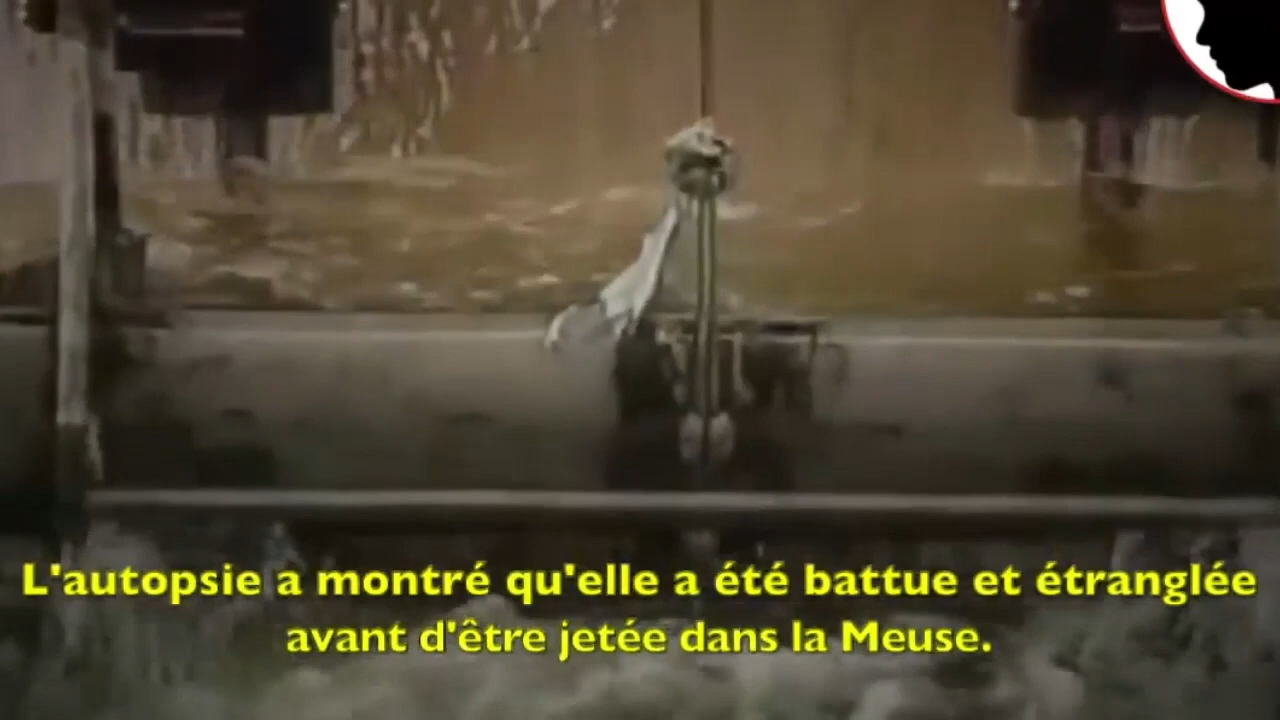 L'autopsie a montré qu'elle a été battue et étranglée
avant d'être jetée dans la Meuse.